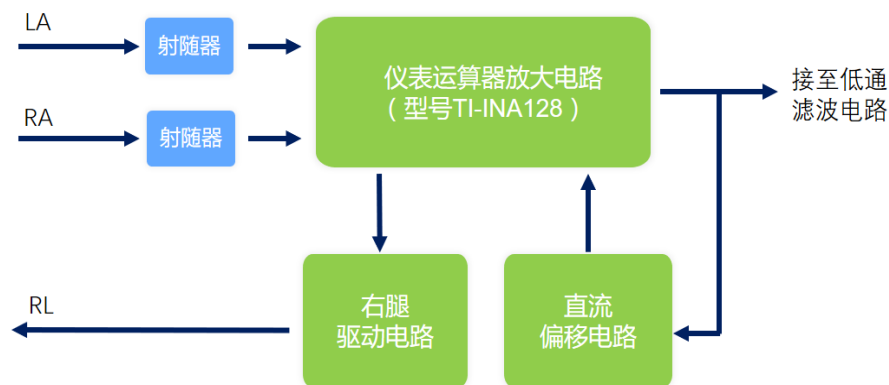 LA
射随器
仪表运算器放大电路
（型号TI-INA128）
接至低通
滤波电路
RA
射随器
RL
右腿
驱动电路
直流
偏移电路